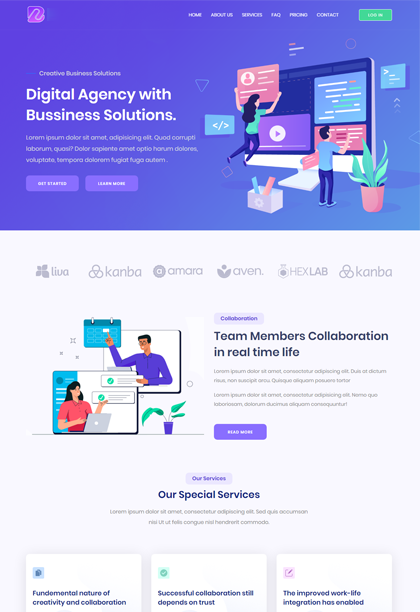 HOME ABOUT US SERVICES FAQ PRICING CONTACT LOG IN
Creative Business Solutions
Digital Agency with
Bussiness Solutions.
Lorem ipsum dolor sit amet, adipisicing elit. Quod corrupti
laborum, quasi? Dolor sapiente amet optio harum dolores,
voluptate, tempora dolorem fugiat fuga autem .
GET STARTED LEARN MORE
</>
>_
liva kanba amara aven. HEXLAB kanba
Collaboration
Team Members Collaboration
in real time life
Lorem ipsum dolor sit amet, consectetur adipisicing elit. Duis at dictum
risus, non suscipit arcu. Quisque aliquam posuere tortor
Lorem ipsum dolor sit amet, consectetur adipisicing elit. Nemo quo
laboriosam, dolorum ducimus aliquam consequuntur!
READ MORE
Our Services
Our Special Services
Lorem ipsum dolor sit amet, consectetur adipiscing elit. Sed quis accumsan
nisi Ut ut felis congue nisl hendrerit commodo.
Fundemental nature of
creativity and collaboration
Successful collaboration still
depends on trust
The improved work-life
integration has enabled